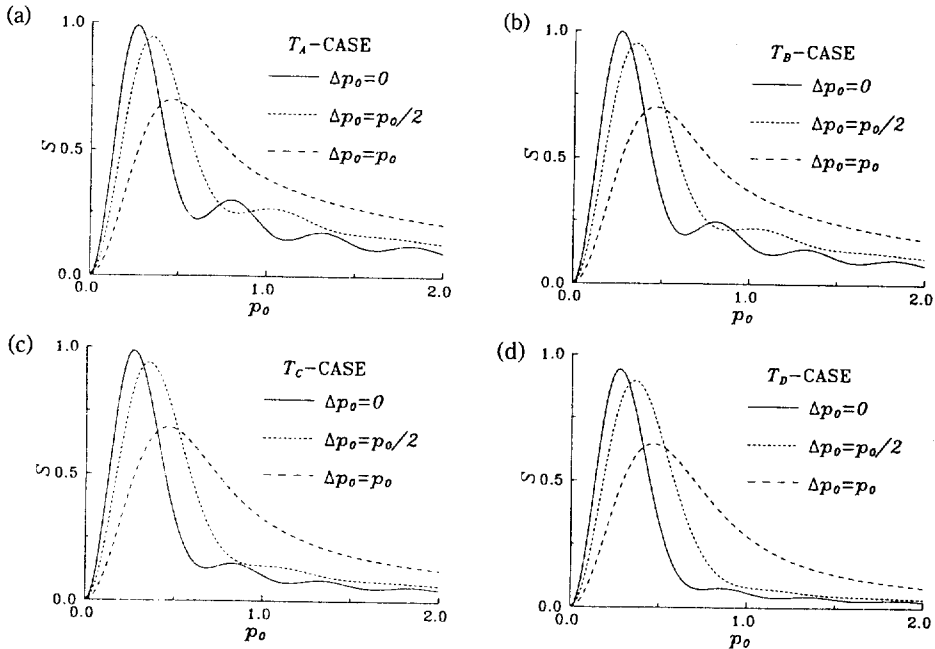 (a)
S
1.0
0.5
0.0
T_A-CASE
Δp₀=0
Δp₀=p₀/2
Δp₀=p₀
0.0
1.0
2.0
p₀
(b)
S
1.0
0.5
0.0
T_B-CASE
Δp₀=0
Δp₀=p₀/2
Δp₀=p₀
0.0
1.0
2.0
p₀
(c)
S
1.0
0.5
0.0
T_C-CASE
Δp₀=0
Δp₀=p₀/2
Δp₀=p₀
0.0
1.0
2.0
p₀
(d)
S
1.0
0.5
0.0
T_D-CASE
Δp₀=0
Δp₀=p₀/2
Δp₀=p₀
0.0
1.0
2.0
p₀